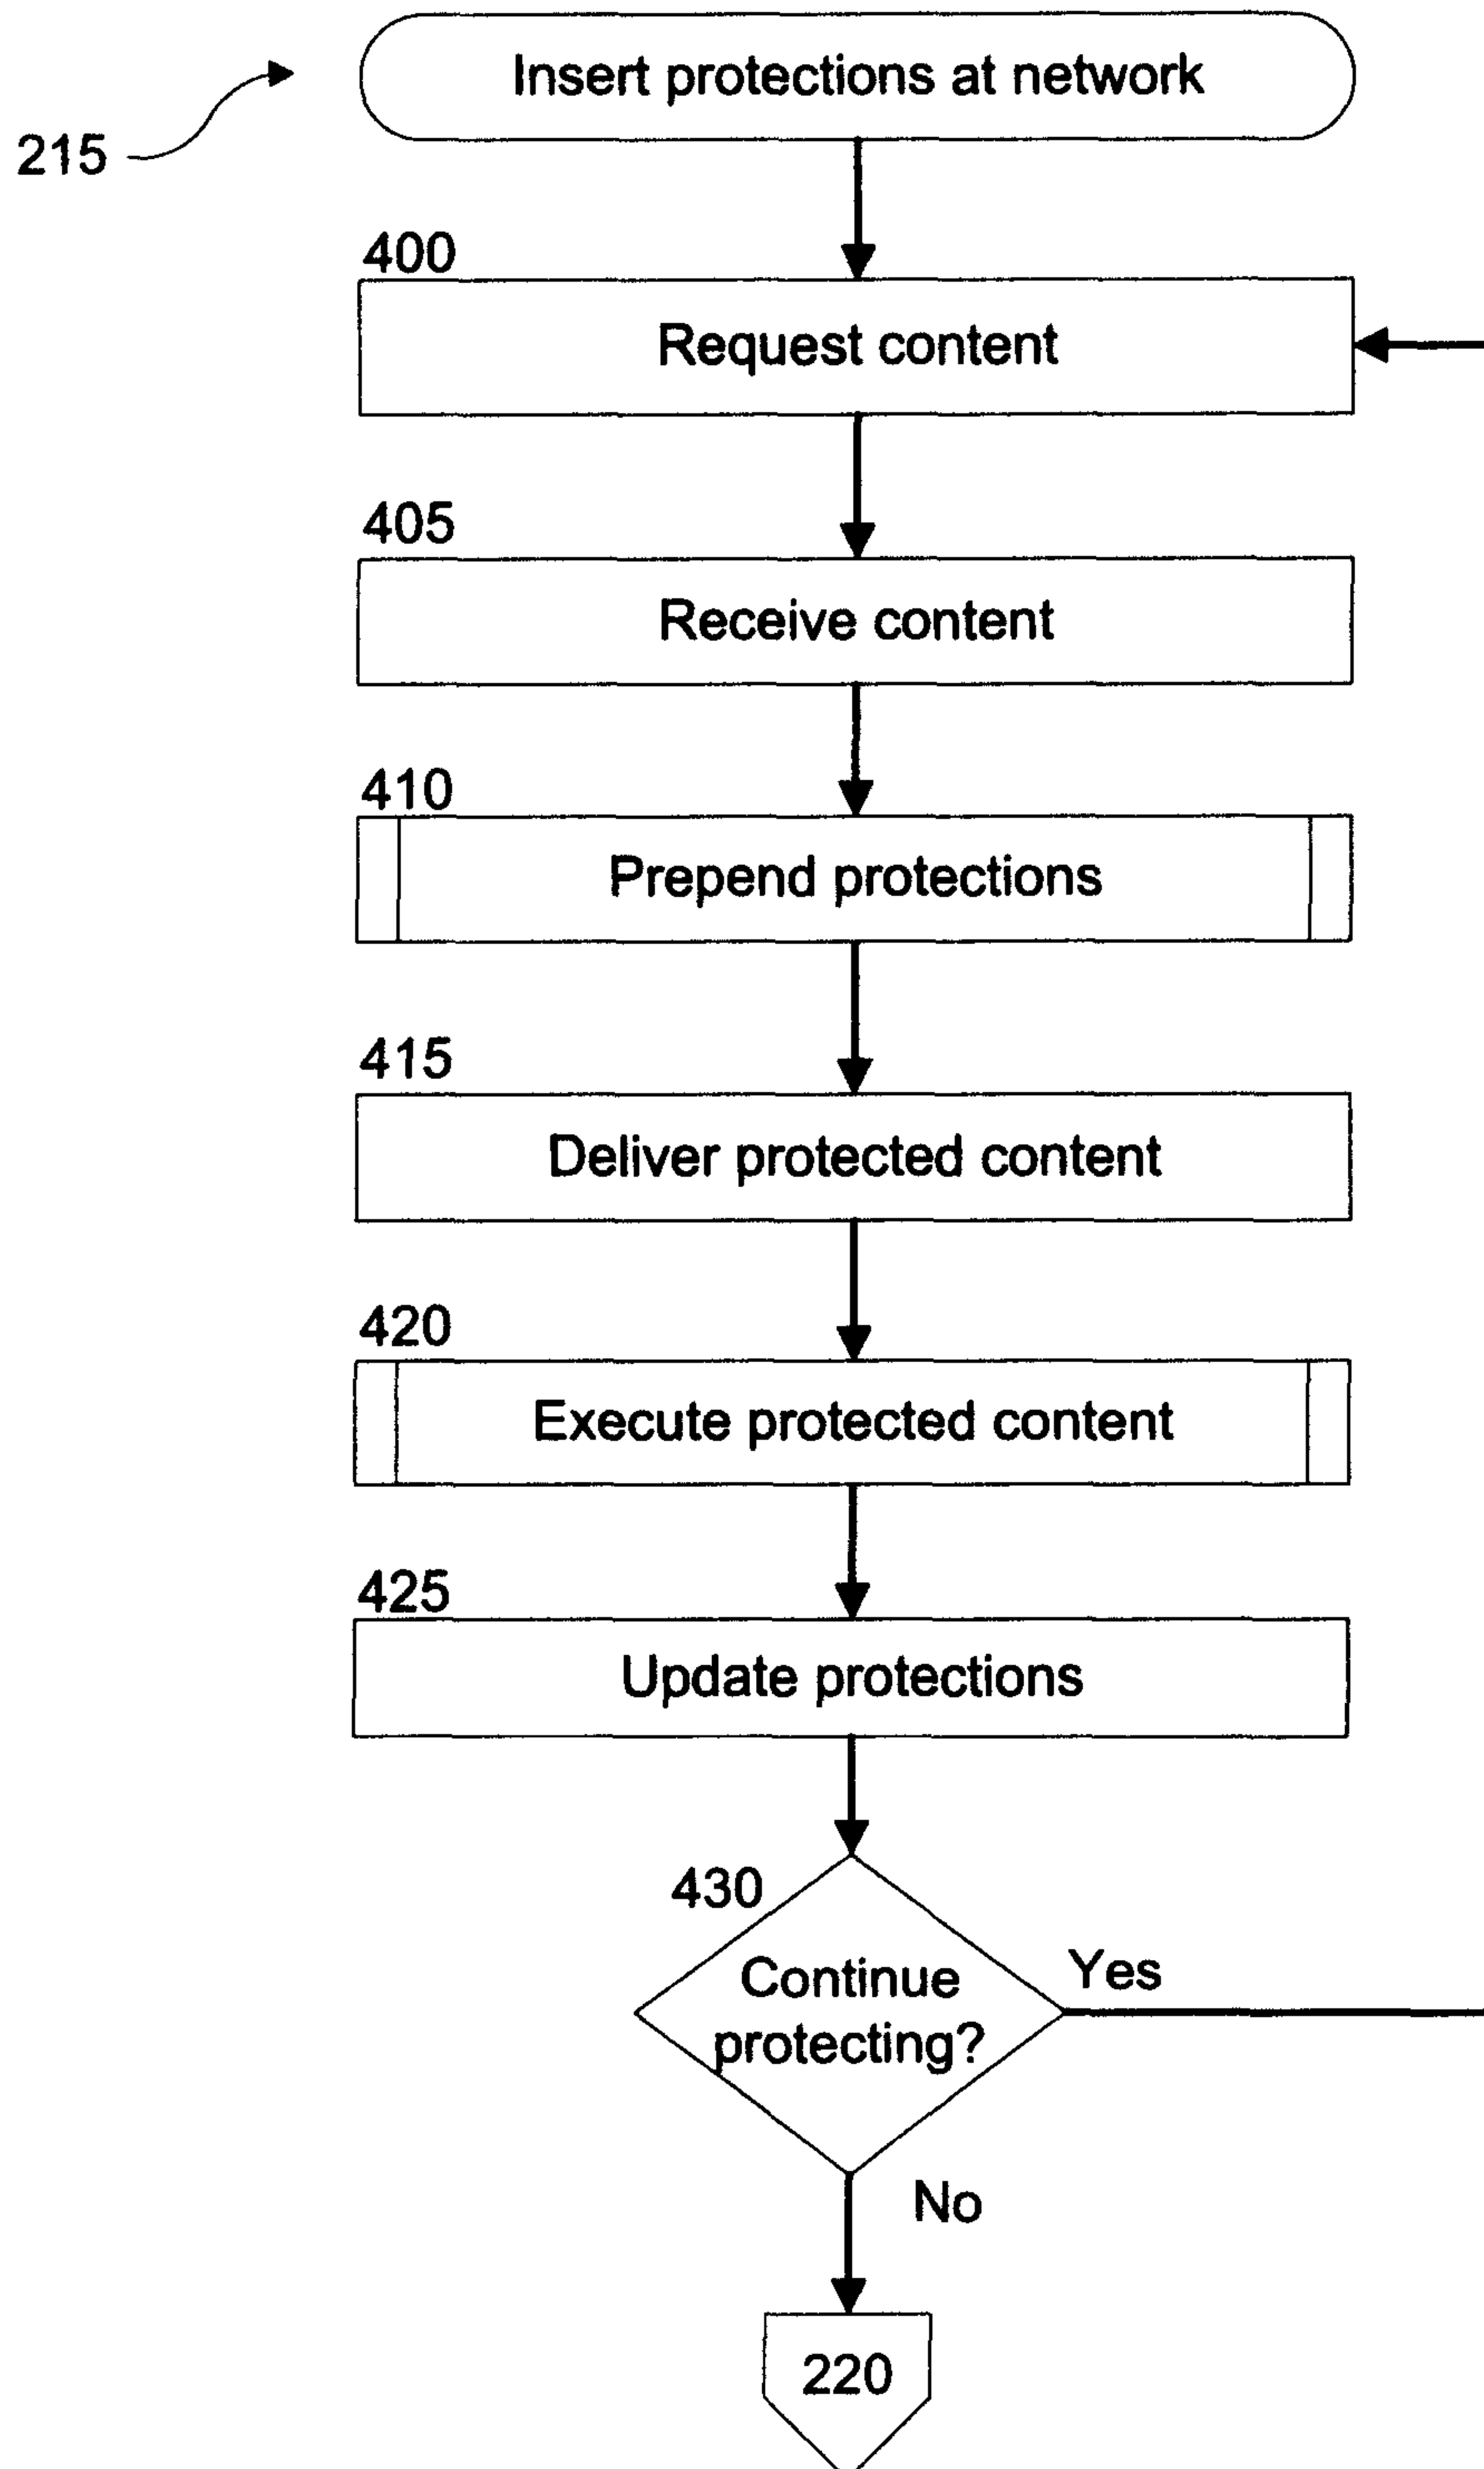 Insert protections at network
215
400
Request content
405
Receive content
410
Prepend protections
415
Deliver protected content
420
Execute protected content
425
Update protections
430
Continue
protecting?
Yes
No
220